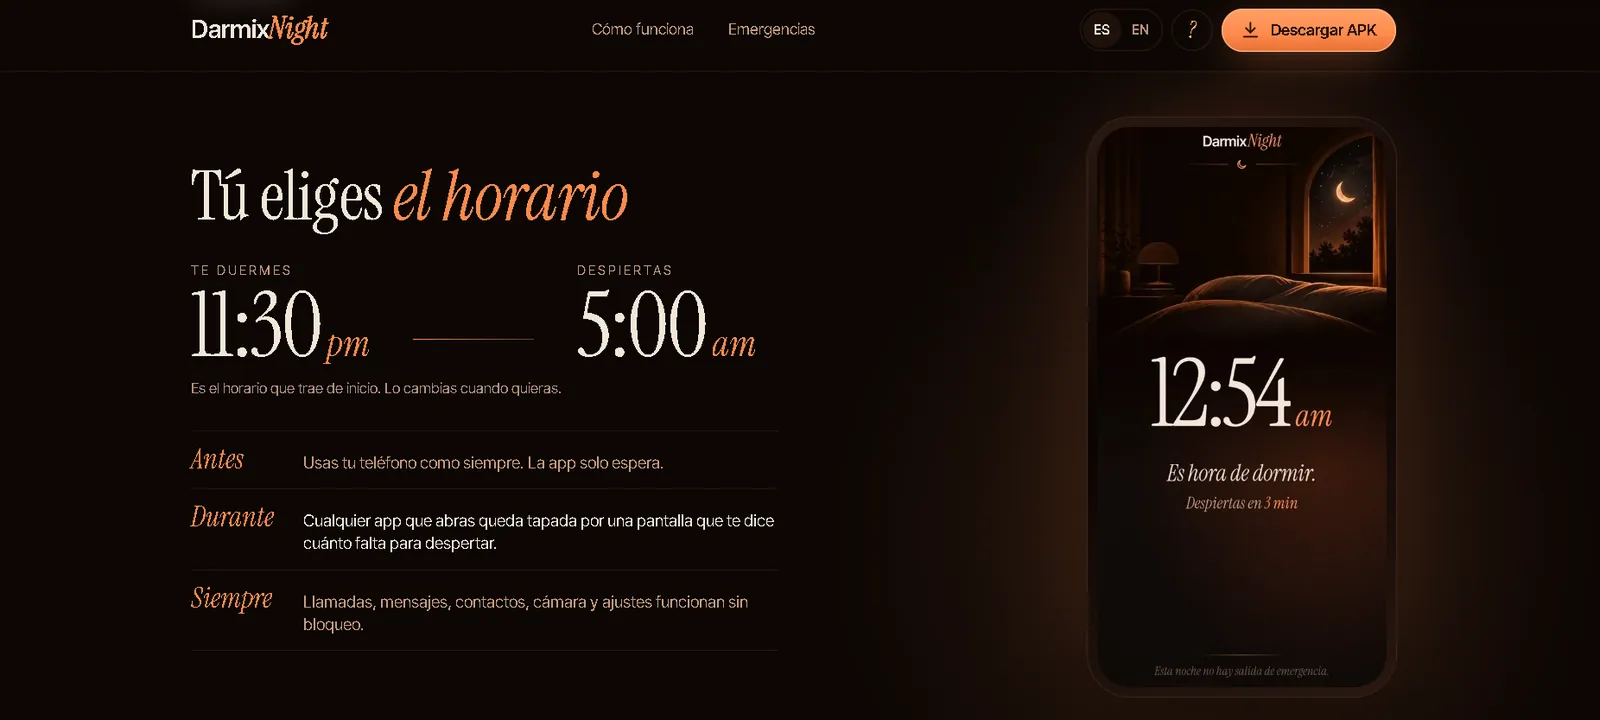 DarmixNight
Cómo funciona
Emergencias
ES
EN
?
Descargar APK
Tú eliges el horario
TE DUERMES
11:30 pm
DESPIERTAS
5:00 am
Es el horario que trae de inicio. Lo cambias cuando quieras.
Antes
Usas tu teléfono como siempre. La app solo espera.
Durante
Cualquier app que abras queda tapada por una pantalla que te dice
cuánto falta para despertar.
Siempre
Llamadas, mensajes, contactos, cámara y ajustes funcionan sin
bloqueo.
DarmixNight
12:54 am
Es hora de dormir.
Despiertas en 3 min
Esta noche no hay salida de emergencia.